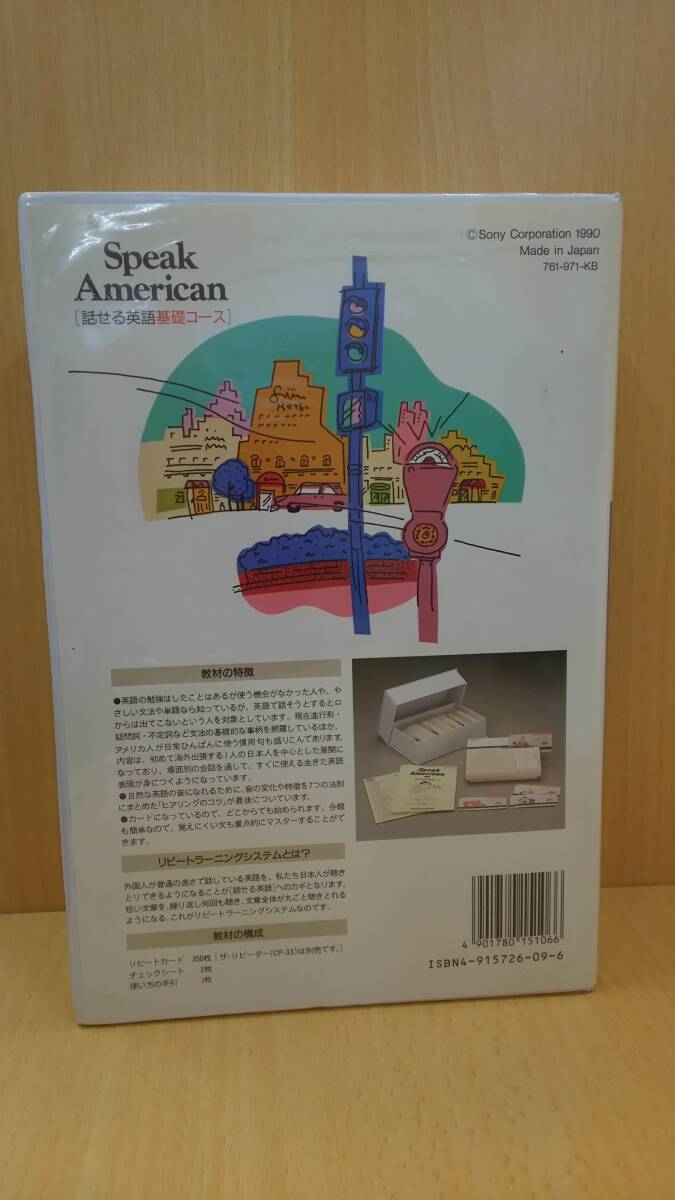 Speak
American
[話せる英語基礎コース]
©Sony Corporation 1990
Made in Japan
761-971-KB
教材の特徴
●英語の勉強はしたことはあるが使う機会がなかった人や、や
さしい文法や単語なら知っているが、英語で話そうとすると口
からは出てこないという人を対象としています。現在進行形・
疑問詞・不定詞など文法の基礎的な事柄を網羅しているほか、
アメリカ人が日常ひんぱんに使う慣用句も盛りこんであります。
内容は、初めて海外出張する1人の日本人を中心とした展開に
なっており、場面別の会話を通して、すぐに使える生きた英語
表現が身につくようになっています。
●自然な英語の音になれるために、音の変化や特徴を7つの法則
にまとめた「ヒアリングのコツ」が最後についています。
●カードになっているので、どこからでも始められます。分類
も簡単なので、覚えにくい文も重点的にマスターすることがで
きます。
リピートラーニングシステムとは?
外国人が普通の速さで話している英語を、私たち日本人が聴き
とりできるようになることが[話せる英語]へのカギとなります。
短い文章を、繰り返し何回も聴き、文章全体が丸ごと聴きとれる
ようになる、これがリピートラーニングシステムなのです。
教材の構成
リピートカード 350枚 [ザ・リピーター(CP-33)は別売です。]
チェックシート 2枚
使い方の手引 1枚
Speak
American
4 901780 151066
ISBN4-915726-09-6